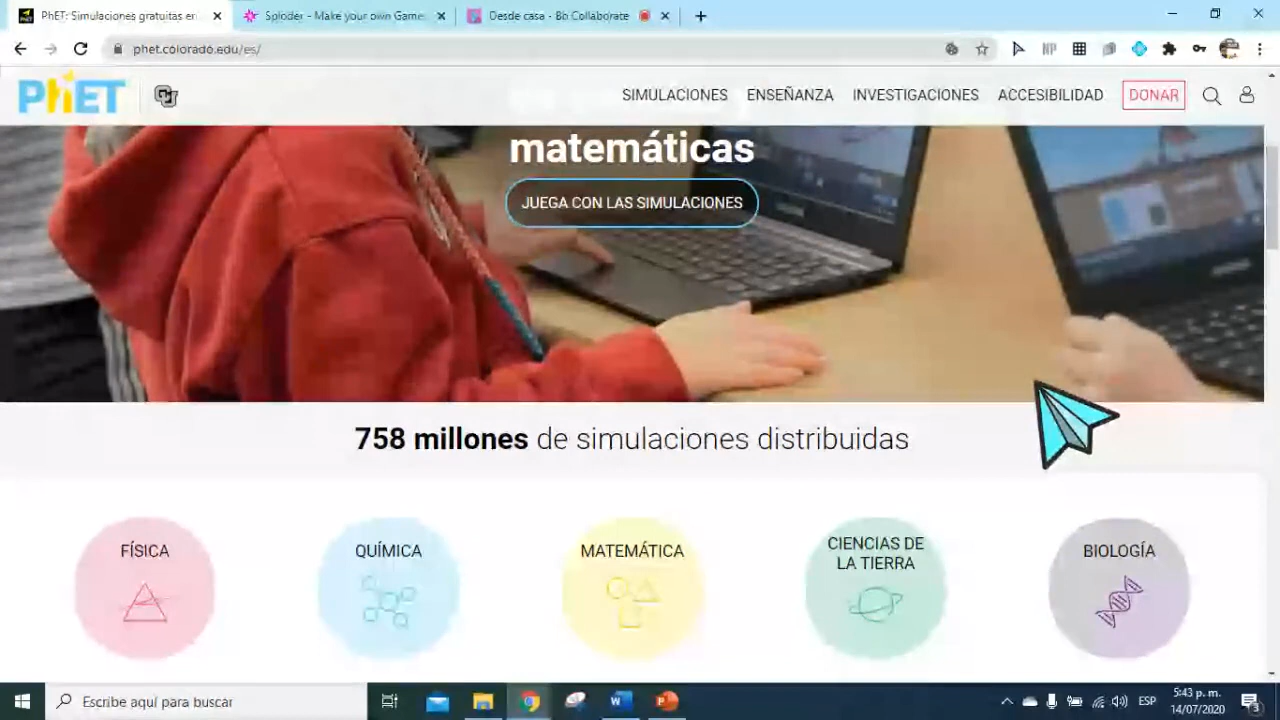 PhET: Simulaciones gratuitas en
Sploder - Make your own Game
Desde casa - Bb Collaborate
phet.colorado.edu/es/
PhET
SIMULACIONES
ENSEÑANZA
INVESTIGACIONES
ACCESIBILIDAD
DONAR
matemáticas
JUEGA CON LAS SIMULACIONES
758 millones de simulaciones distribuidas
FÍSICA
QUÍMICA
MATEMÁTICA
CIENCIAS DE
LA TIERRA
BIOLOGÍA
Escribe aquí para buscar
ESP
5:43 p. m.
14/07/2020
3